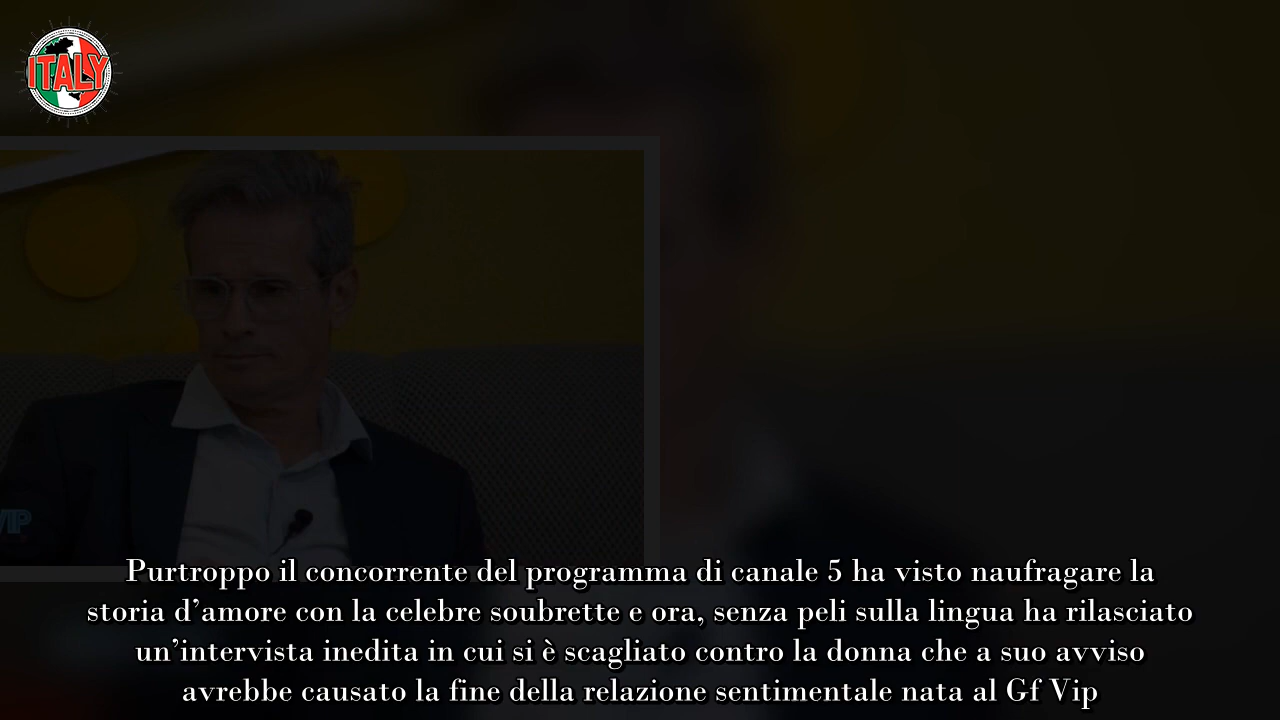 ITALY
VIP
Purtroppo il concorrente del programma di canale 5 ha visto naufragare la
storia d’amore con la celebre soubrette e ora, senza peli sulla lingua ha rilasciato
un’intervista inedita in cui si è scagliato contro la donna che a suo avviso
avrebbe causato la fine della relazione sentimentale nata al Gf Vip